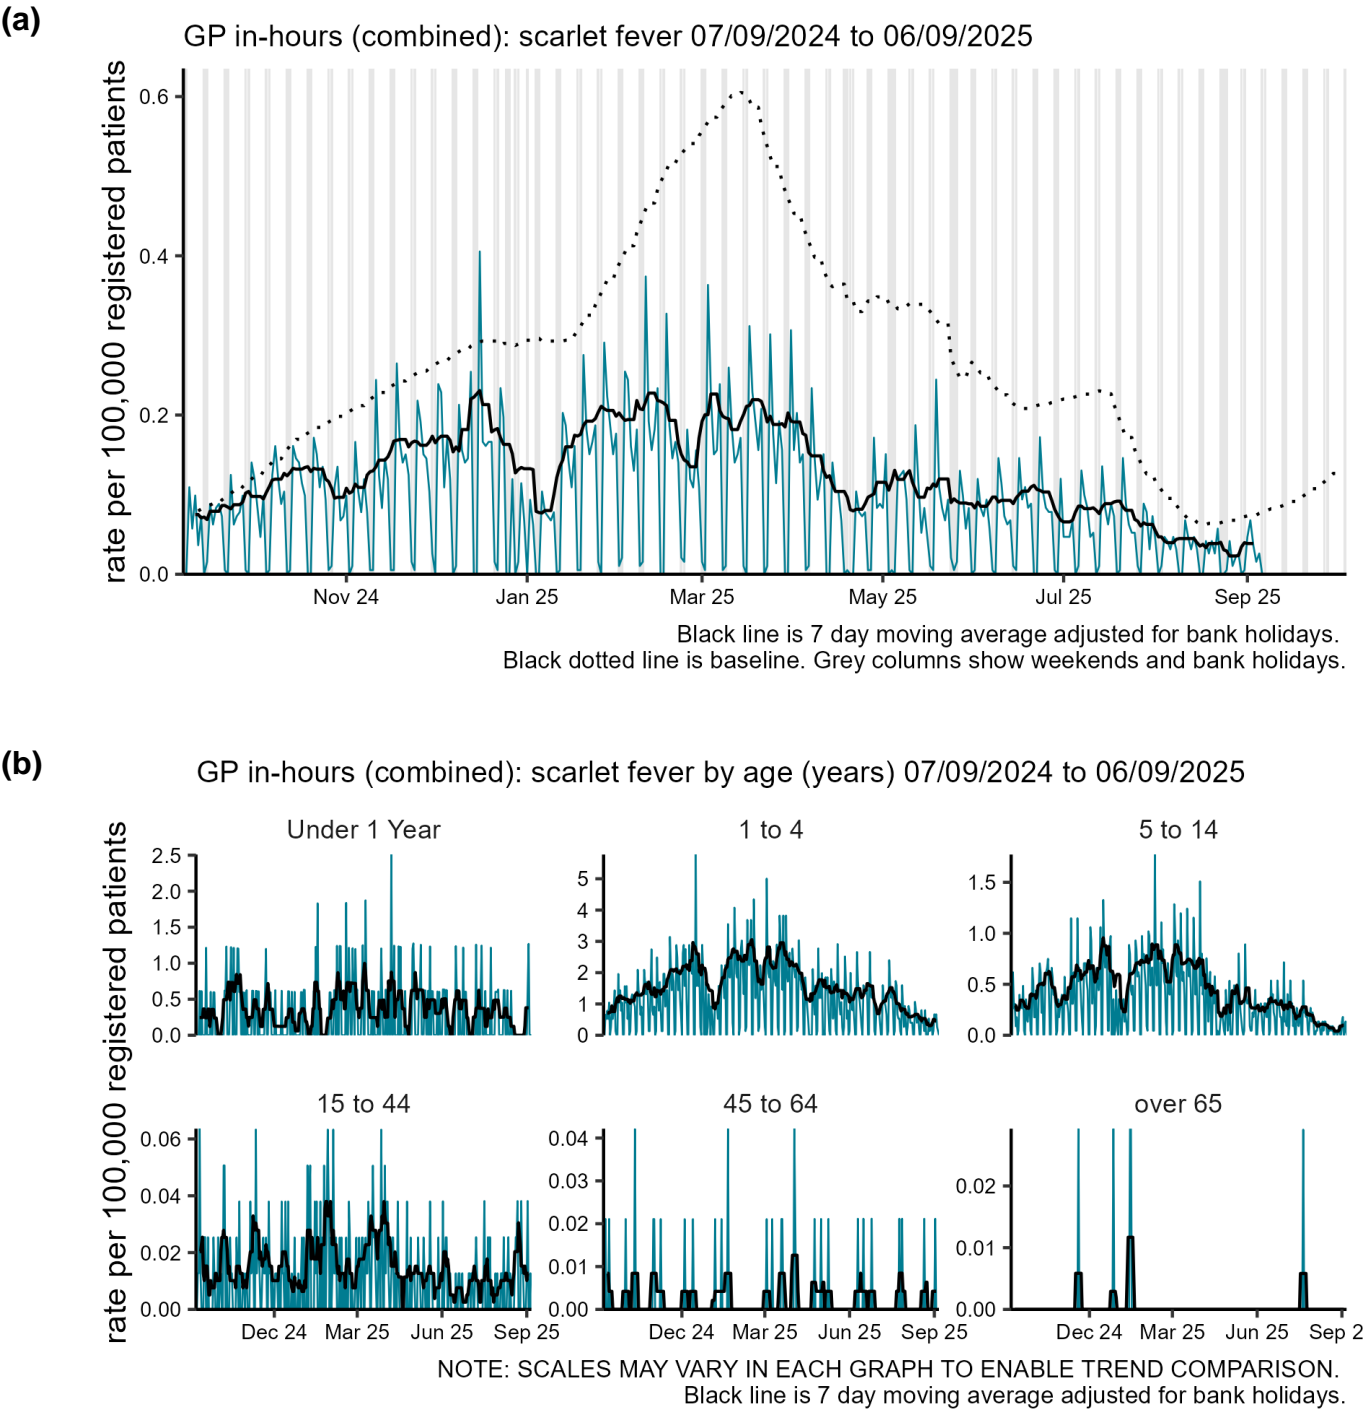 (a)
GP in-hours (combined): scarlet fever 07/09/2024 to 06/09/2025
rate per 100,000 registered patients
0.6
0.4
0.2
0.0
Nov 24 Jan 25 Mar 25 May 25 Jul 25 Sep 25
Black line is 7 day moving average adjusted for bank holidays.
Black dotted line is baseline. Grey columns show weekends and bank holidays.
(b)
GP in-hours (combined): scarlet fever by age (years) 07/09/2024 to 06/09/2025
rate per 100,000 registered patients
Under 1 Year
2.5
2.0
1.5
1.0
0.5
0.0
1 to 4
5
4
3
2
1
0
5 to 14
1.5
1.0
0.5
0.0
15 to 44
0.06
0.04
0.02
0.00
Dec 24 Mar 25 Jun 25 Sep 25
45 to 64
0.04
0.03
0.02
0.01
0.00
Dec 24 Mar 25 Jun 25 Sep 25
over 65
0.02
0.01
0.00
Dec 24 Mar 25 Jun 25 Sep 2
NOTE: SCALES MAY VARY IN EACH GRAPH TO ENABLE TREND COMPARISON.
Black line is 7 day moving average adjusted for bank holidays.